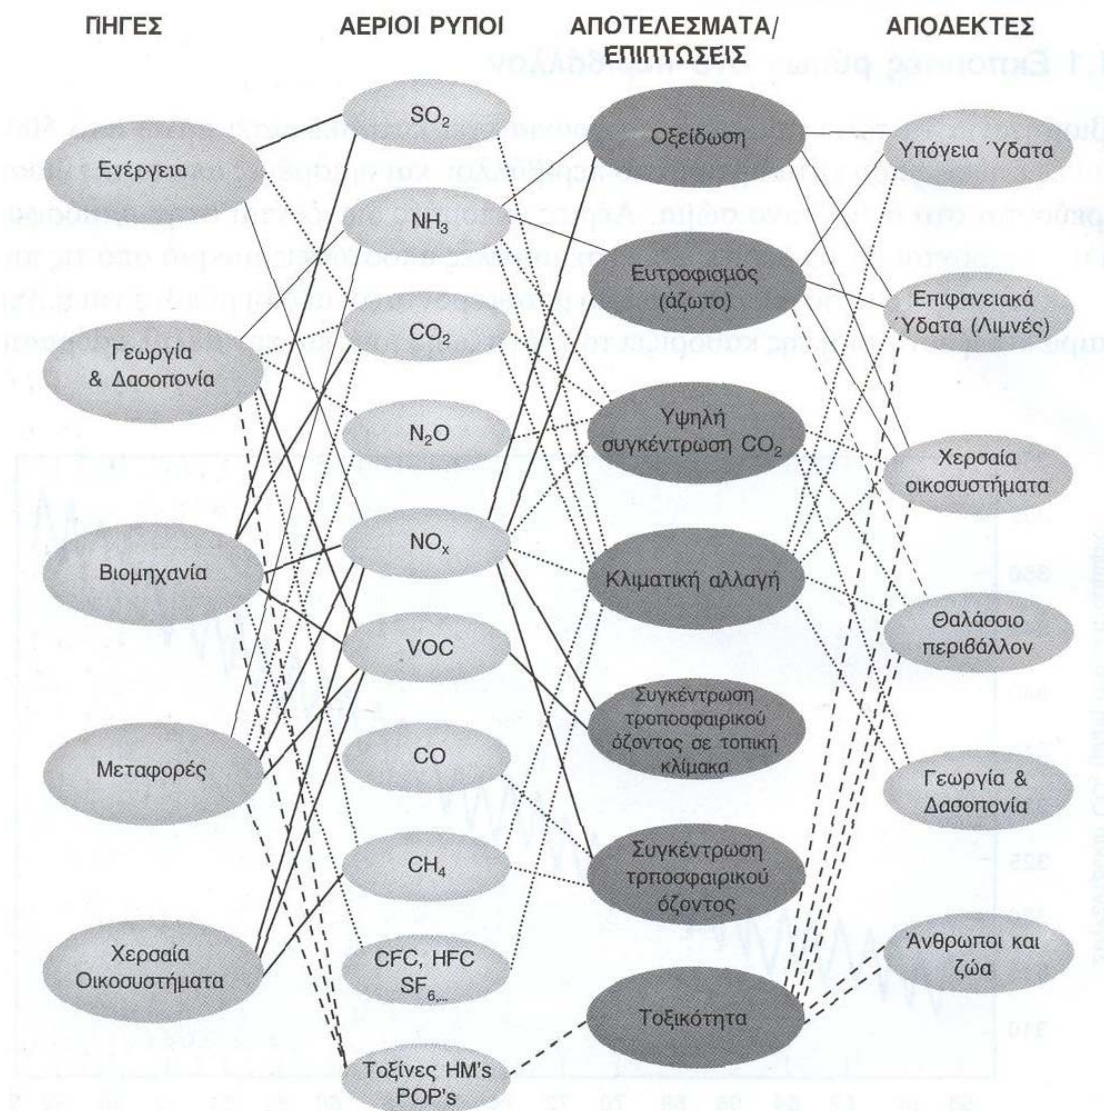 ΠΗΓΕΣ
ΑΕΡΙΟΙ ΡΥΠΟΙ
ΑΠΟΤΕΛΕΣΜΑΤΑ/
ΕΠΙΠΤΩΣΕΙΣ
ΑΠΟΔΕΚΤΕΣ
Ενέργεια
Γεωργία
& Δασοπονία
Βιομηχανία
Μεταφορές
Χερσαία
Οικοσυστήματα
SO₂
NH₃
CO₂
N₂O
NOₓ
VOC
CO
CH₄
CFC, HFC
SF₆,...
Τοξίνες HM's
POP's
Οξείδωση
Ευτροφισμός
(άζωτο)
Υψηλή
συγκέντρωση CO₂
Κλιματική αλλαγή
Συγκέντρωση
τροποσφαιρικού
όζοντος σε τοπική
κλίμακα
Συγκέντρωση
τρποσφαιρικού
όζοντος
Τοξικότητα
Υπόγεια Ύδατα
Επιφανειακά
Ύδατα (Λιμνές)
Χερσαία
οικοσυστήματα
Θαλάσσιο
περιβάλλον
Γεωργία &
Δασοπονία
Άνθρωποι και
ζώα